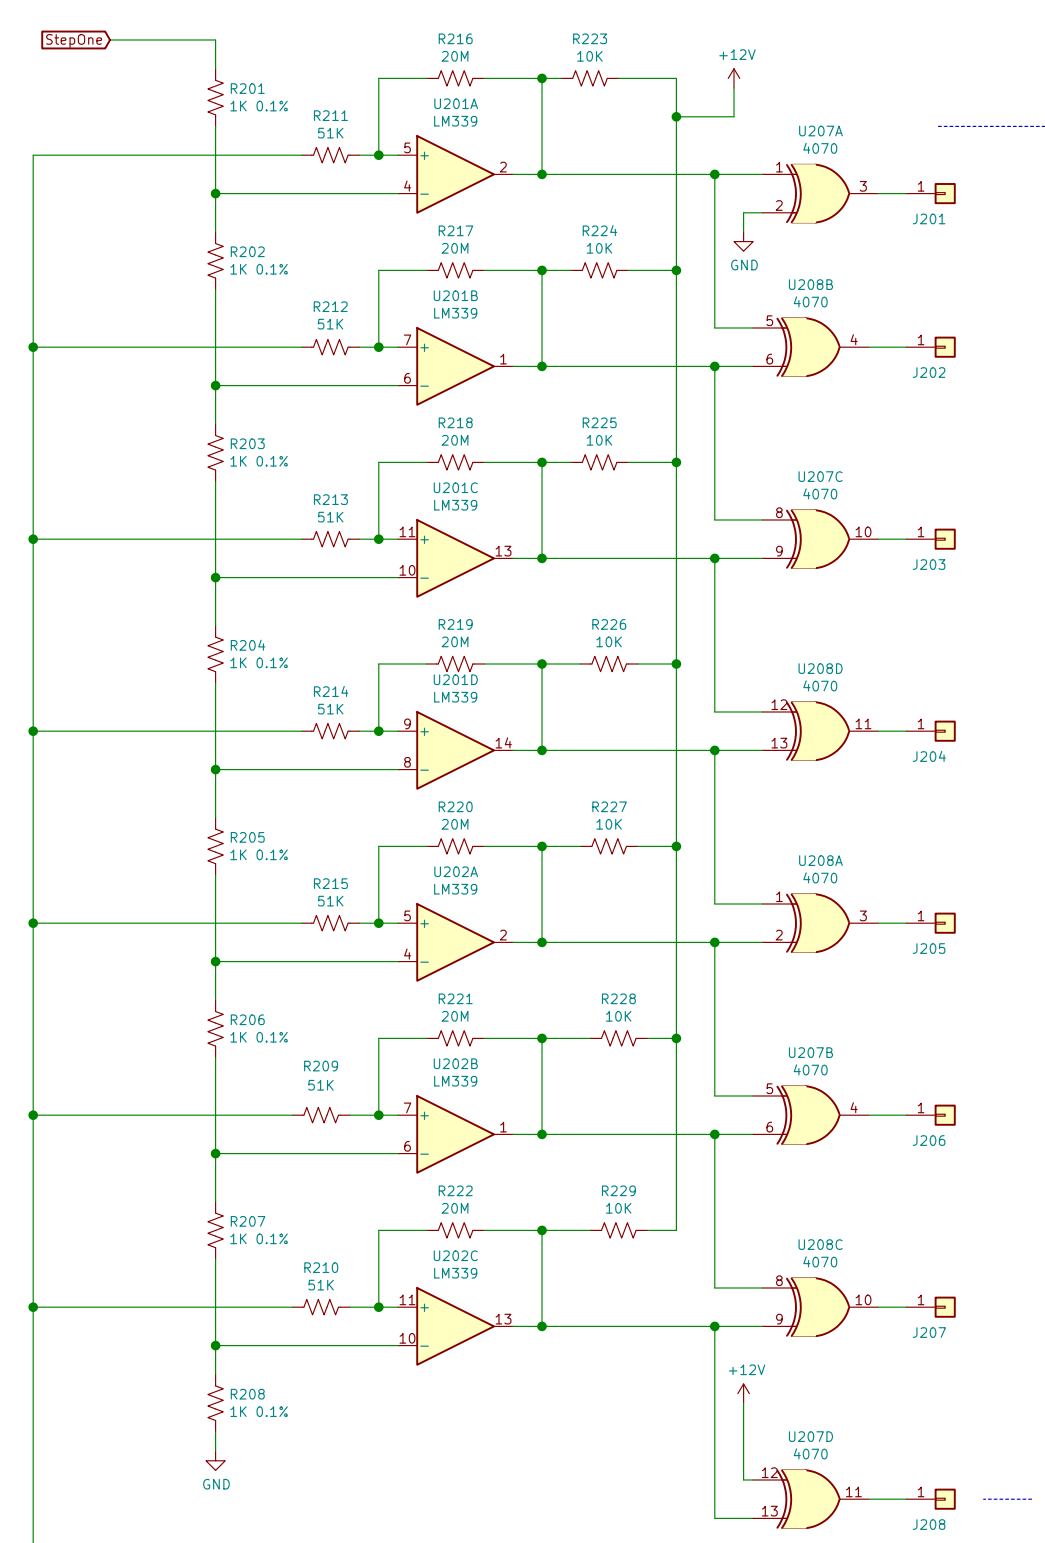 StepOne
R201
1K 0.1%
R211
51K
R216
20M
R223
10K
+12V
U201A
LM339
5
+
4
−
2
U207A
4070
1
2
3
1
J201
GND
R202
1K 0.1%
R212
51K
R217
20M
R224
10K
U201B
LM339
7
+
6
−
1
U208B
4070
5
6
4
1
J202
R203
1K 0.1%
R213
51K
R218
20M
R225
10K
U201C
LM339
11
+
10
−
13
U207C
4070
8
9
10
1
J203
R204
1K 0.1%
R214
51K
R219
20M
R226
10K
U201D
LM339
9
+
8
−
14
U208D
4070
12
13
11
1
J204
R205
1K 0.1%
R215
51K
R220
20M
R227
10K
U202A
LM339
5
+
4
−
2
U208A
4070
1
2
3
1
J205
R206
1K 0.1%
R209
51K
R221
20M
R228
10K
U202B
LM339
7
+
6
−
1
U207B
4070
5
6
4
1
J206
R207
1K 0.1%
R210
51K
R222
20M
R229
10K
U202C
LM339
11
+
10
−
13
U208C
4070
8
9
10
1
J207
R208
1K 0.1%
GND
+12V
U207D
4070
12
13
11
1
J208